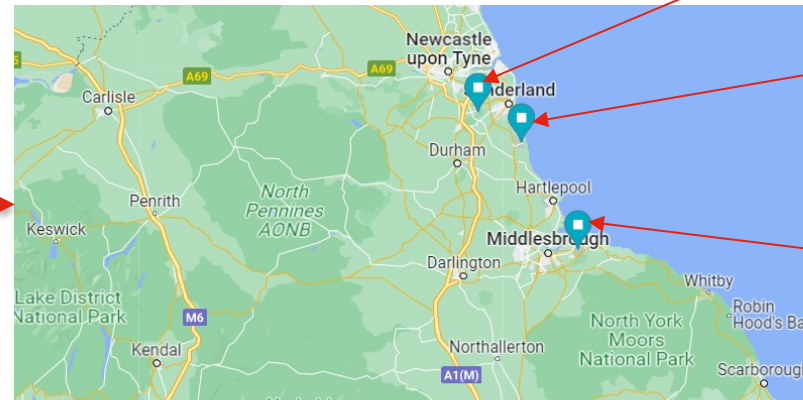 Newcastle
upon Tyne
A69
A69
Carlisle
nderland
Durham
Hartlepool
North
Pennines
AONB
Penrith
Keswick
Middlesbrough
Darlington
Whitby
Lake District
National Park
M6
Robin
Hood's Ba
North York
Moors
National Park
Kendal
Northallerton
A1(M)
Scarborough